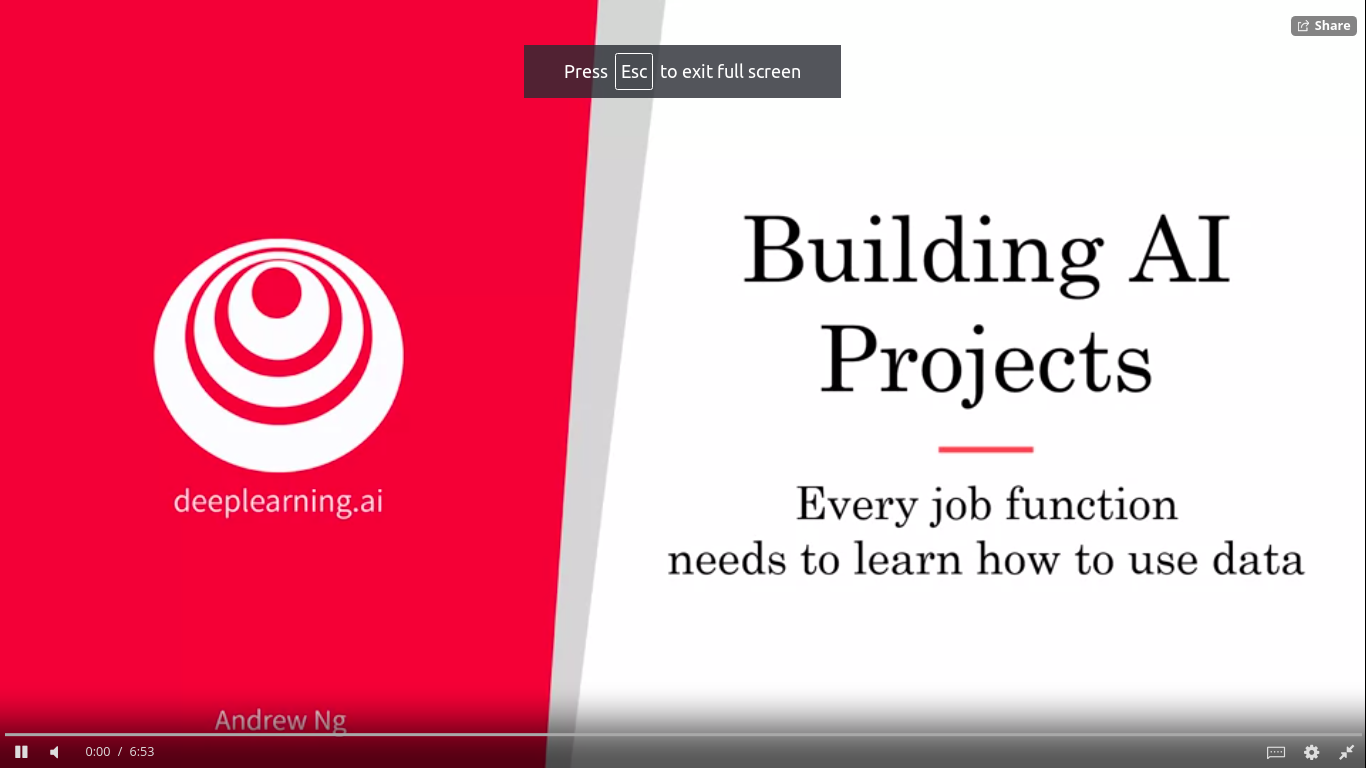 Share
Press Esc to exit full screen
Building AI
Projects
Every job function
needs to learn how to use data
deeplearning.ai
Andrew Ng
0:00 / 6:53